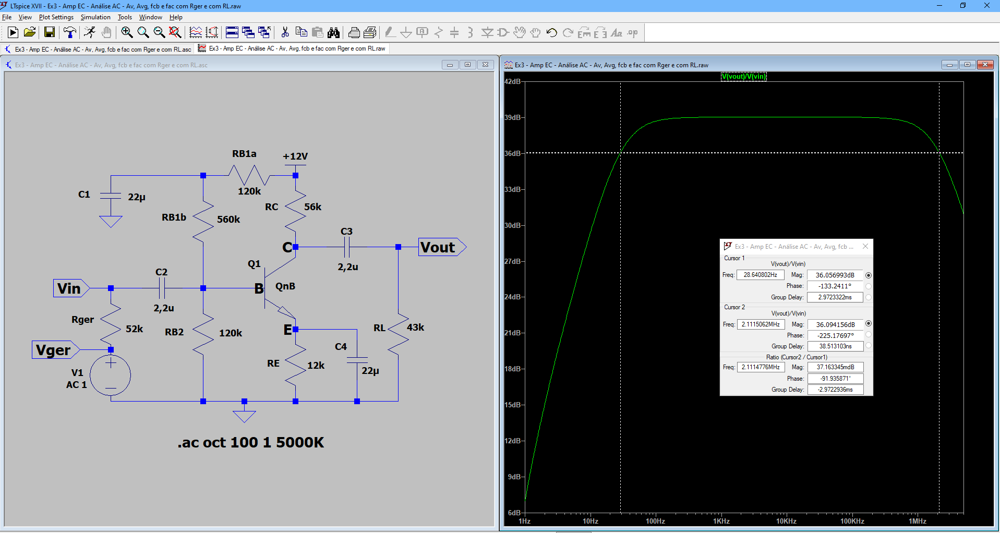 LTspice XVII - Ex3 - Amp EC - Análise AC - Av, Avg, fcb e fac com Rger e com RL.raw
File View Plot Settings Simulation Tools Window Help
Ex3 - Amp EC - Análise AC - Av, Avg, fcb e fac com Rger e com RL.asc
Ex3 - Amp EC - Análise AC - Av, Avg, fcb e fac com Rger e com RL.raw
Ex3 - Amp EC - Análise AC - Av, Avg, fcb e fac com Rger e com RL.asc
RB1a
+12V
120k
C1
22µ
RC
56k
RB1b
560k
C3
C
Vout
2,2u
Q1
C2
Vin
B
QnB
2,2u
Rger
52k
RB2
120k
E
RL
43k
Vger
C4
RE
12k
22µ
V1
AC 1
.ac oct 100 1 5000K
Ex3 - Amp EC - Análise AC - Av, Avg, fcb e fac com Rger e com RL.raw
V(vout)/V(vin)
42dB
39dB
36dB
33dB
30dB
27dB
24dB
21dB
18dB
15dB
12dB
9dB
6dB
1Hz 10Hz 100Hz 1KHz 10KHz 100KHz 1MHz
Ex3 - Amp EC - Análise AC - Av, Avg, fcb ...
Cursor 1
V(vout)/V(vin)
Freq: 28.640802Hz Mag: 36.056993dB
Phase: -133.2411°
Group Delay: 2.9723322ms
Cursor 2
V(vout)/V(vin)
Freq: 2.1115062MHz Mag: 36.094156dB
Phase: -225.17697°
Group Delay: 38.513103ns
Ratio (Cursor2 / Cursor1)
Freq: 2.1114776MHz Mag: 37.163345mdB
Phase: -91.935871°
Group Delay: -2.9722936ms